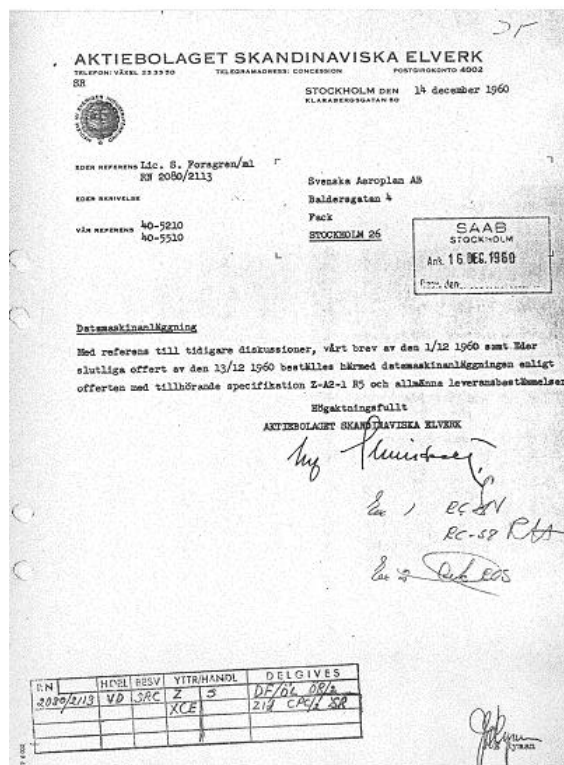 AKTIEBOLAGET SKANDINAVISKA ELVERK
TELEFON: VÄXEL 233390 TELEGRAMADRESS: CONCESSION POSTGIROKONTO 4002
SR
STOCKHOLM DEN 14 december 1960
KLARABERGSGATAN 50
EDER REFERENS Lic. S. Forsgren/ml
RN 2080/2113
Svenska Aeroplan AB
EDER SKRIVELSE
Baldersgatan 4
Fack
VÅR REFERENS 40-5210
40-5510
STOCKHOLM 26
SAAB
STOCKHOLM
Ank. 16 DEC. 1960
Datamaskinanläggning
Med referens till tidigare diskussioner, vårt brev av den 1/12 1960 samt Eder
slutliga offert av den 13/12 1960 beställes härmed datamaskinanläggningen enligt
offerten med tillhörande specifikation Z-A2-1 R5 och allmänna leveransbestämmelser
Högaktningsfullt
AKTIEBOLAGET SKANDINAVISKA ELVERK
RN HDEL BESV YTTR/HANDL DELGIVES
2080/2113 VD SRC Z S
XCE